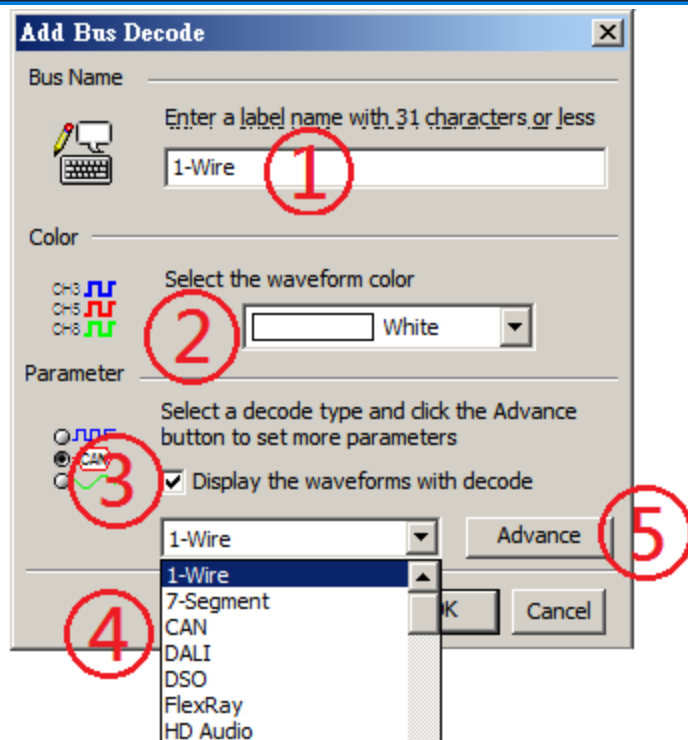 Add Bus Decode
Bus Name
Enter a label name with 31 characters or less
1-Wire
1
Color
Select the waveform color
CH3
CH5
CH8
2
White
Parameter
Select a decode type and click the Advance
button to set more parameters
CAN
3
Display the waveforms with decode
1-Wire
Advance
5
1-Wire
7-Segment
K
Cancel
4
CAN
DALI
DSO
FlexRay
HD Audio